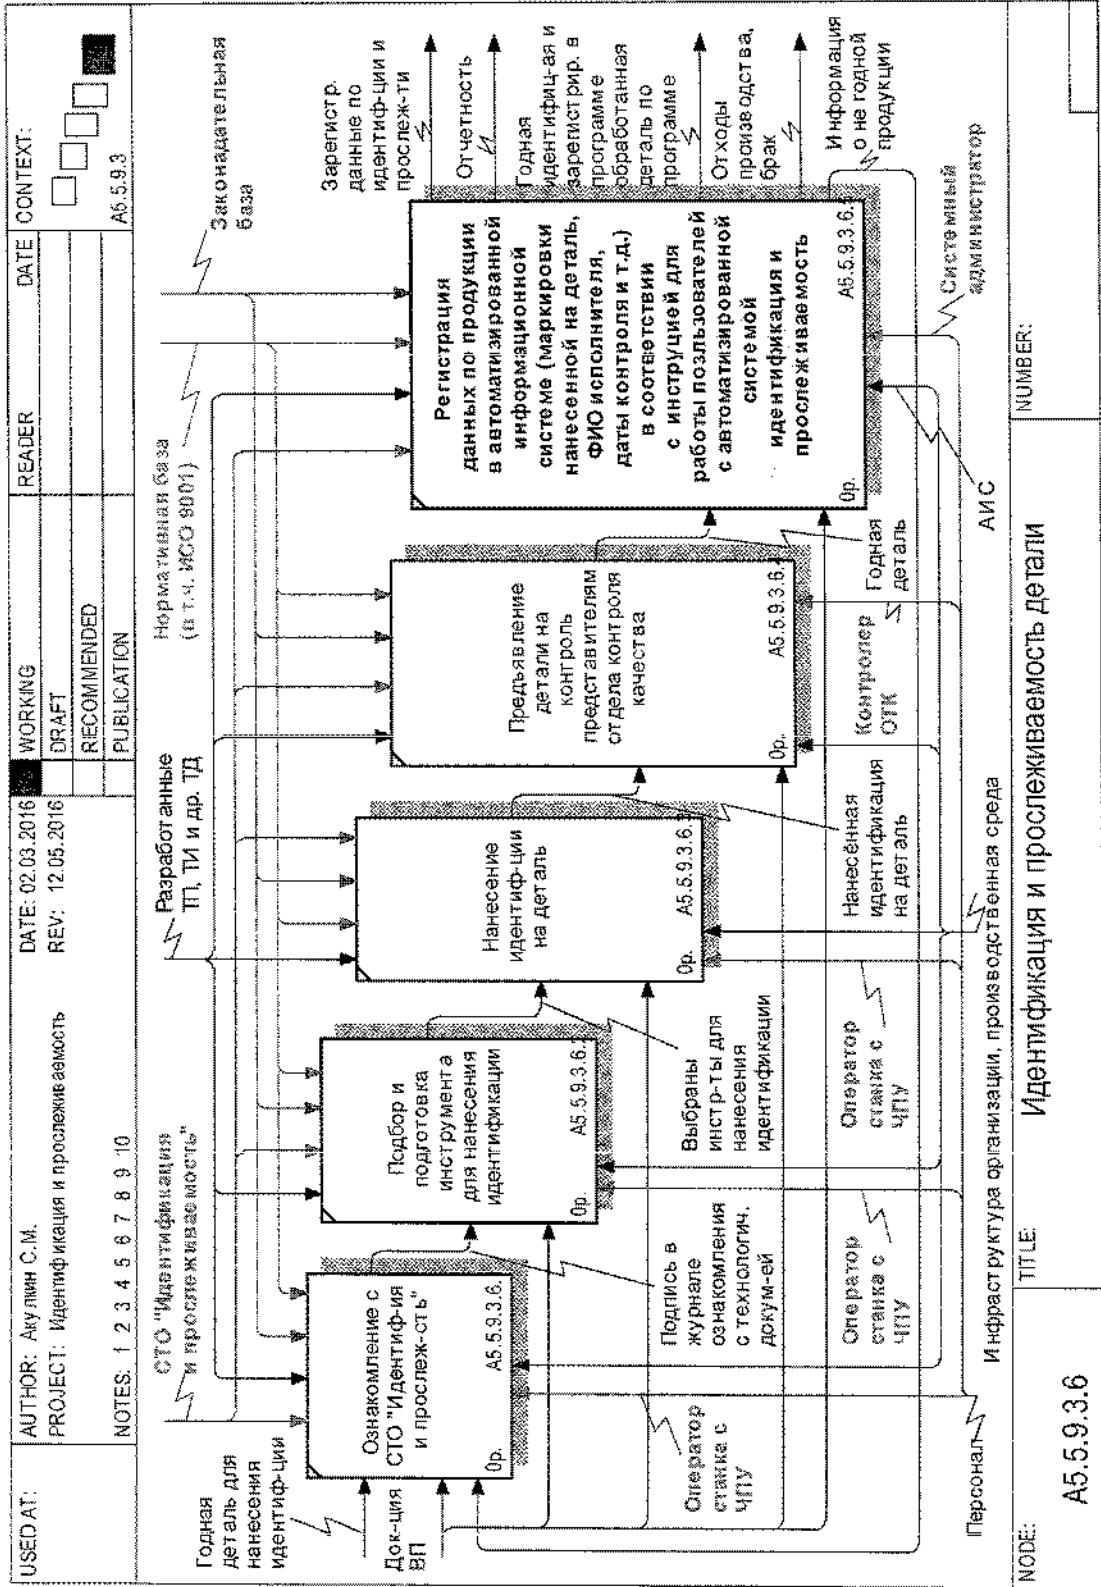 USED AT:
AUTHOR: Акулин С.М.
PROJECT: Идентификация и прослеживаемость
NOTES: 1 2 3 4 5 6 7 8 9 10
DATE: 02.03.2016
REV: 12.05.2016
WORKING
DRAFT
RECOMMENDED
PUBLICATION
READER
DATE
CONTEXT:
A5.5.9.3
СТО "Идентификация
и прослеживаемость"
Разработанные
ТП, ТИ и др. ТД
Нормативная база
(в т.ч. ИСО 9001)
Законадательная
база
Годная
деталь для
нанесения
идентиф-ции
Док-ция
ВП
Ознакомление с
СТО "Идентиф-ия
и прослеж-сть"
0р.
A5.5.9.3.6.
Подбор и
подготовка
инструмента
для нанесения
идентификации
0р.
A5.5.9.3.6.2
Нанесение
идентиф-ции
на деталь
0р.
A5.5.9.3.6.
Предъявление
детали на
контроль
представителям
отдела контроля
качества
0р.
A5.5.9.3.6.
Регистрация
данных по продукции
в автоматизированной
информационной
системе (маркировки
нанесенной на деталь,
ФИО исполнителя,
даты контроля и т.д.)
в соответствии
с инструцией для
работы позльзователей
с автоматизированной
системой
идентификация и
прослеживаемость
0р.
A5.5.9.3.6.
Зарегистр.
данные по
идентиф-ции и
прослеж-ти
Отчетность
Годная
идентифиц-ая и
зарегистрир. в
программе
обработанная
деталь по
программе
Отходы
производства,
брак
Информация
о не годной
продукции
Оператор
станка с
ЧПУ
Подпись в
журнале
ознакомления
с технологич.
докум-ей
Выбраны
инстр-ты для
нанесения
идентификации
Оператор
станка с
ЧПУ
Оператор
станка с
ЧПУ
Нанесённая
идентификация
на деталь
Контролер
ОТК
Годная
деталь
АИС
Системный
администратор
Персонал
Инфраструктура организации, производственная среда
NODE:
A5.5.9.3.6
TITLE:
Идентификация и прослеживаемость детали
NUMBER: